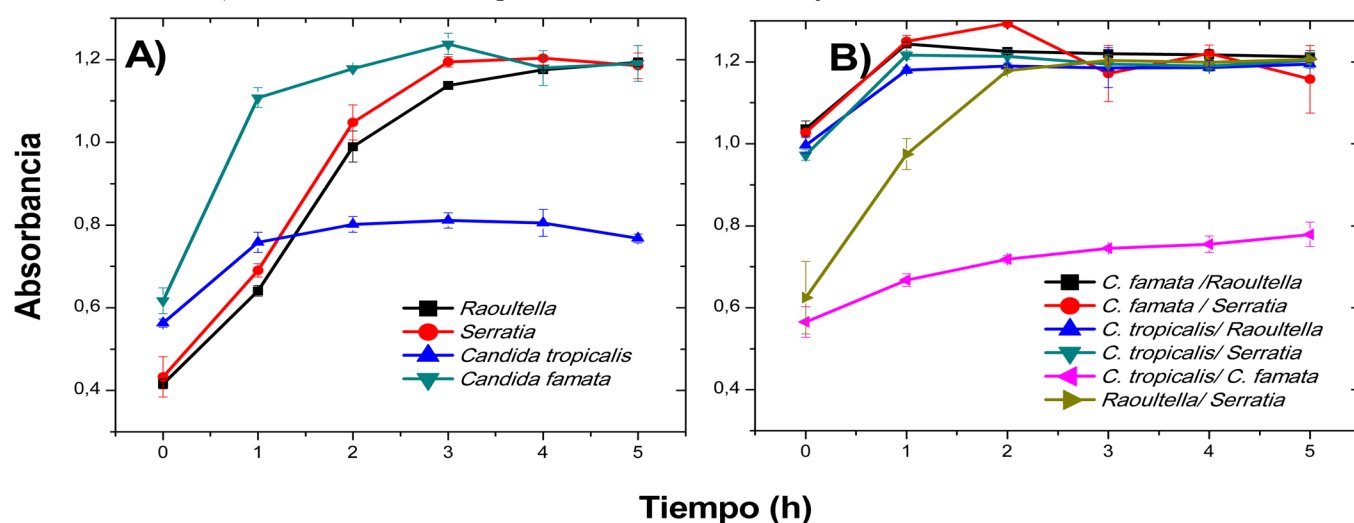 A)
1,2
1,0
0,8
0,6
0,4
0 1 2 3 4 5
Raoultella
Serratia
Candida tropicalis
Candida famata
B)
1,2
1,0
0,8
0,6
0,4
0 1 2 3 4 5
C. famata /Raoultella
C. famata / Serratia
C. tropicalis/ Raoultella
C. tropicalis/ Serratia
C. tropicalis/ C. famata
Raoultella/ Serratia
Absorbancia
Tiempo (h)